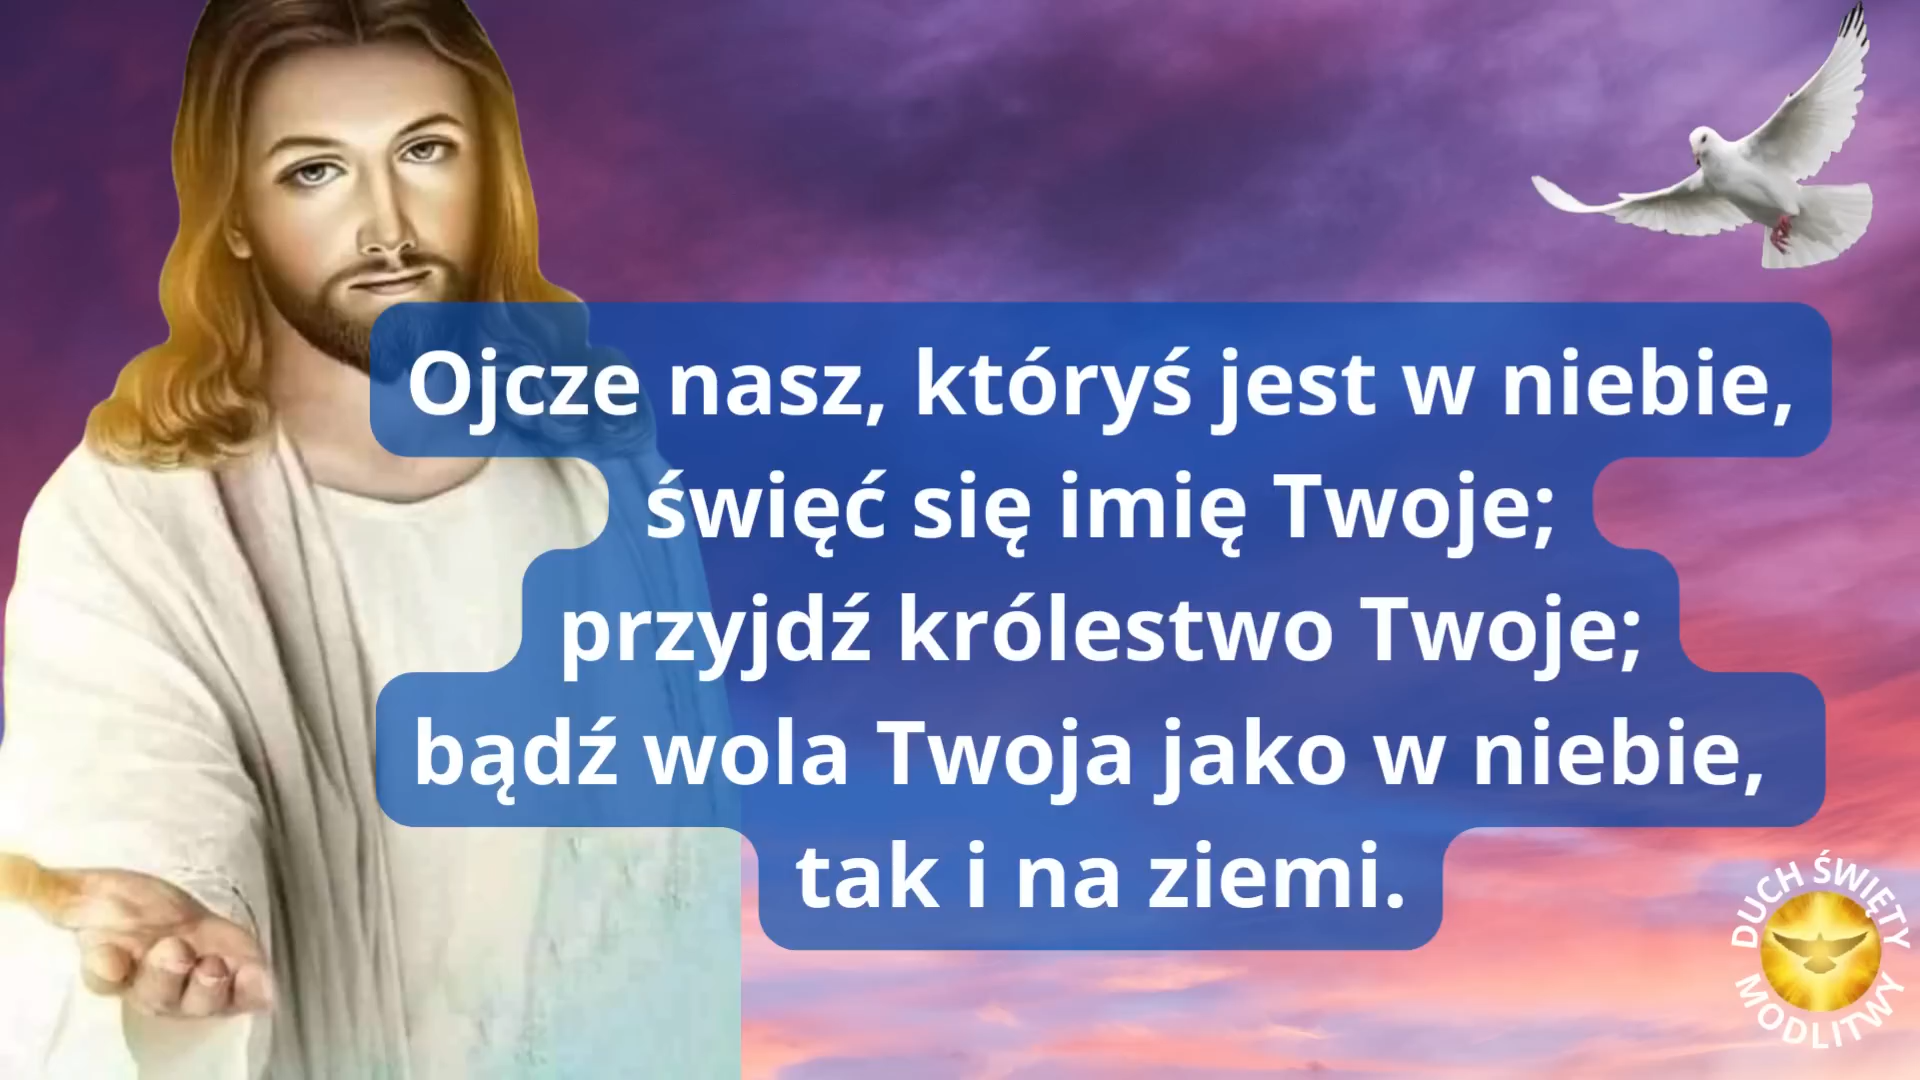 Ojcze nasz, któryś jest w niebie,
święć się imię Twoje;
przyjdź królestwo Twoje;
bądź wola Twoja jako w niebie,
tak i na ziemi.
DUCH ŚWIĘTY
MODLITWY